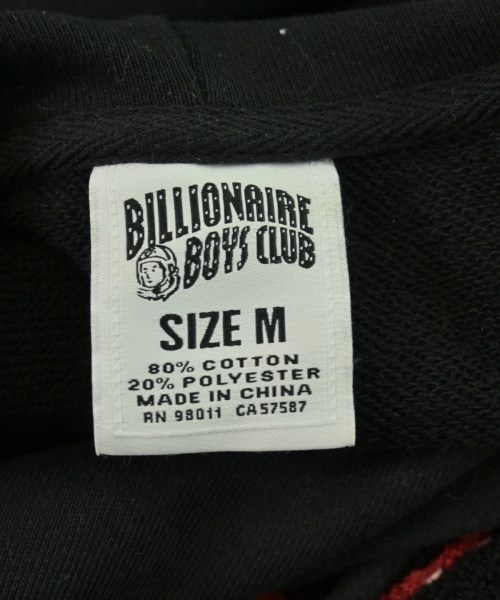 BILLIONAIRE
BOYS CLUB
SIZE M
80% COTTON
20% POLYESTER
MADE IN CHINA
RN 98011 CA57587